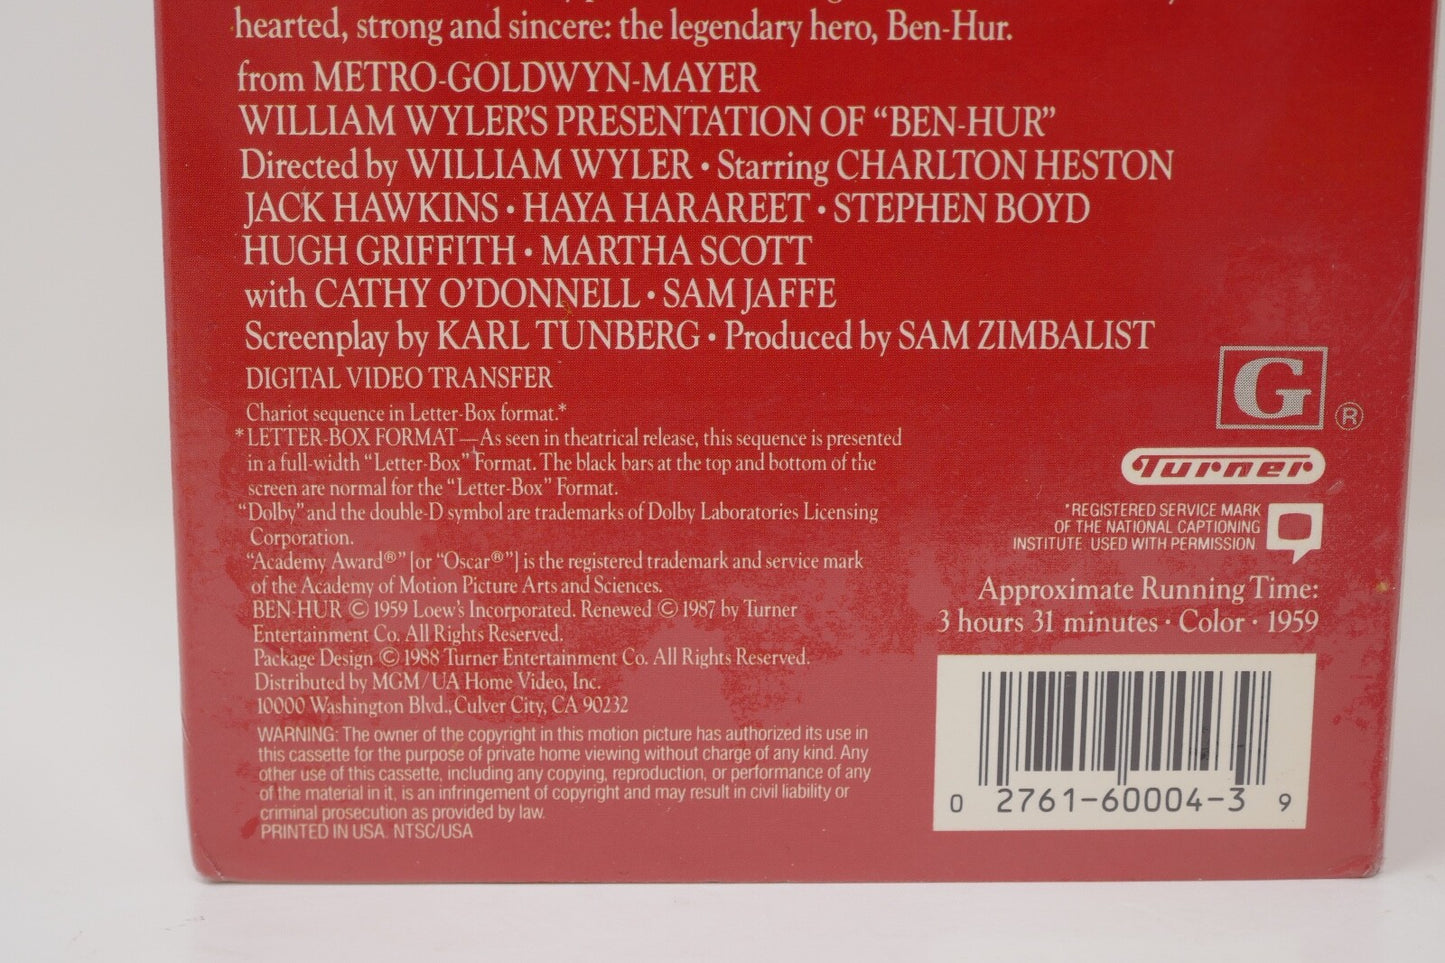 hearted, strong and sincere: the legendary hero, Ben-Hur.
from METRO-GOLDWYN-MAYER
WILLIAM WYLER'S PRESENTATION OF “BEN-HUR”
Directed by WILLIAM WYLER • Starring CHARLTON HESTON
JACK HAWKINS • HAYA HARAREET • STEPHEN BOYD
HUGH GRIFFITH • MARTHA SCOTT
with CATHY O'DONNELL • SAM JAFFE
Screenplay by KARL TUNBERG • Produced by SAM ZIMBALIST
DIGITAL VIDEO TRANSFER
Chariot sequence in Letter-Box format.*
*LETTER-BOX FORMAT—As seen in theatrical release, this sequence is presented
in a full-width “Letter-Box” Format. The black bars at the top and bottom of the
screen are normal for the “Letter-Box” Format.
“Dolby” and the double-D symbol are trademarks of Dolby Laboratories Licensing
Corporation.
“Academy Award®” [or “Oscar®”] is the registered trademark and service mark
of the Academy of Motion Picture Arts and Sciences.
BEN-HUR © 1959 Loew's Incorporated. Renewed © 1987 by Turner
Entertainment Co. All Rights Reserved.
Package Design © 1988 Turner Entertainment Co. All Rights Reserved.
Distributed by MGM/UA Home Video, Inc.
10000 Washington Blvd., Culver City, CA 90232
WARNING: The owner of the copyright in this motion picture has authorized its use in
this cassette for the purpose of private home viewing without charge of any kind. Any
other use of this cassette, including any copying, reproduction, or performance of any
of the material in it, is an infringement of copyright and may result in civil liability or
criminal prosecution as provided by law.
PRINTED IN USA. NTSC/USA
G ®
Turner
*REGISTERED SERVICE MARK
OF THE NATIONAL CAPTIONING
INSTITUTE USED WITH PERMISSION
Approximate Running Time:
3 hours 31 minutes • Color • 1959
0 2761-60004-3 9